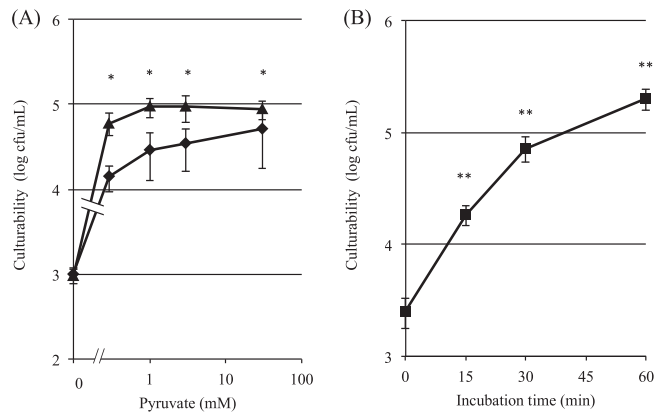 (A)
6
5
4
3
2
Culturability (log cfu/mL)
* * * *
0 1 10 100
Pyruvate (mM)
(B)
6
5
4
3
Culturability (log cfu/mL)
**
**
**
0 15 30 45 60
Incubation time (min)